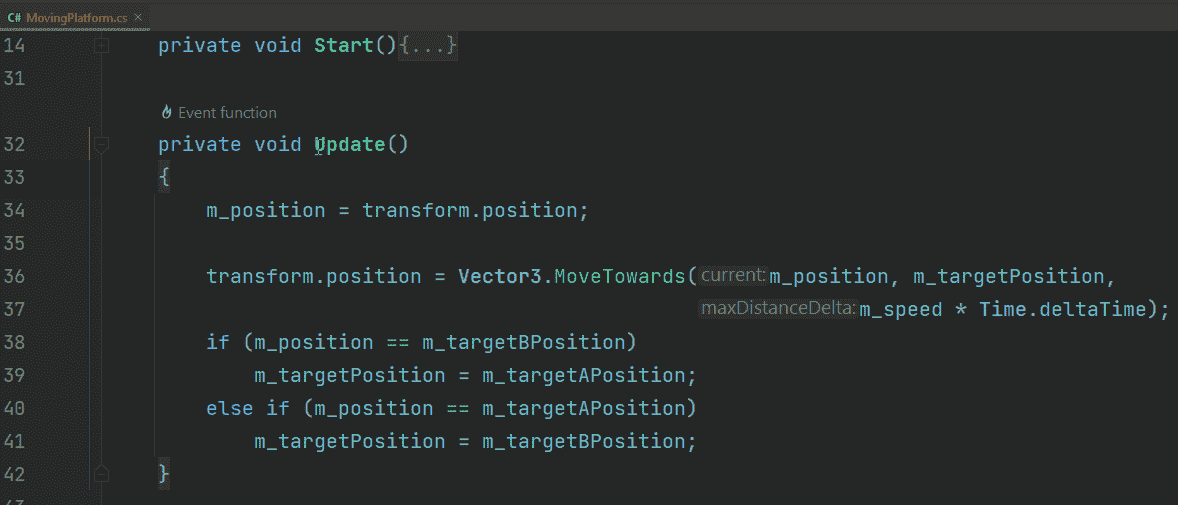 C# MovingPlatform.cs ×
14 private void Start(){...}
31
Event function
32 private void Update()
33 {
34 m_position = transform.position;
35
36 transform.position = Vector3.MoveTowards(current:m_position, m_targetPosition,
37 maxDistanceDelta:m_speed * Time.deltaTime);
38 if (m_position == m_targetBPosition)
39 m_targetPosition = m_targetAPosition;
40 else if (m_position == m_targetAPosition)
41 m_targetPosition = m_targetBPosition;
42 }
43